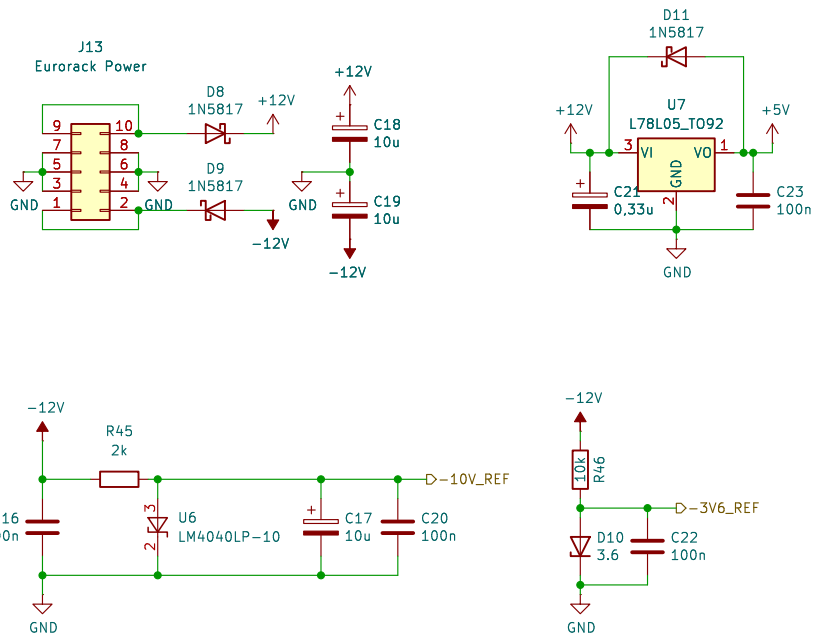 J13
Eurorack Power
9
10
7
8
5
6
3
4
1
2
GND
GND
D8
1N5817
+12V
D9
1N5817
-12V
+12V
+
C18
10u
GND
+
C19
10u
-12V
D11
1N5817
U7
L78L05_TO92
+12V
+5V
3
VI
VO
1
GND
2
+
C21
0,33u
C23
100n
GND
-12V
R45
2k
-10V_REF
16
0n
3
2
U6
LM4040LP-10
+
C17
10u
C20
100n
GND
-12V
10k
R46
-3V6_REF
D10
3.6
C22
100n
GND